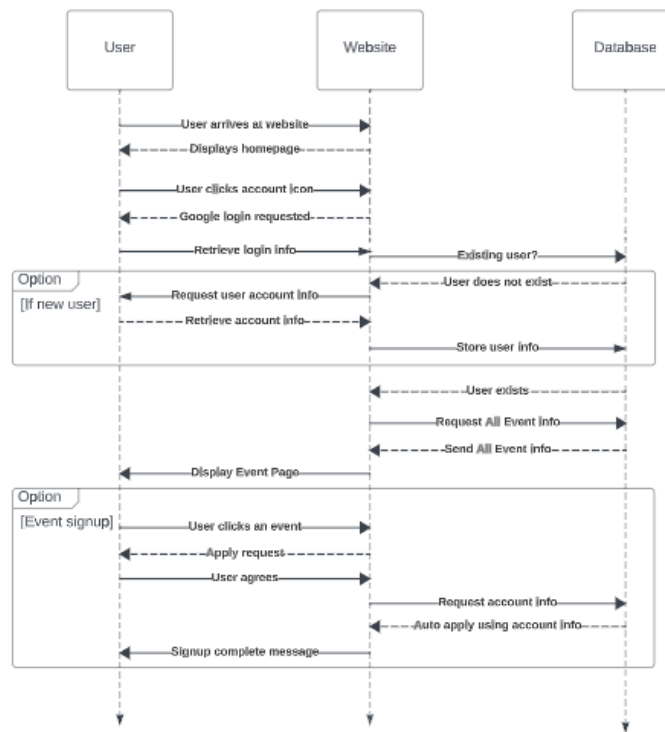 User
Website
Database
User arrives at website
Displays homepage
User clicks account icon
Google login requested
Retrieve login info
Existing user?
Option
User does not exist
[If new user]
Request user account info
Retrieve account info
Store user info
User exists
Request All Event info
Send All Event info
Display Event Page
Option
[Event signup]
User clicks an event
Apply request
User agrees
Request account info
Auto apply using account info
Signup complete message